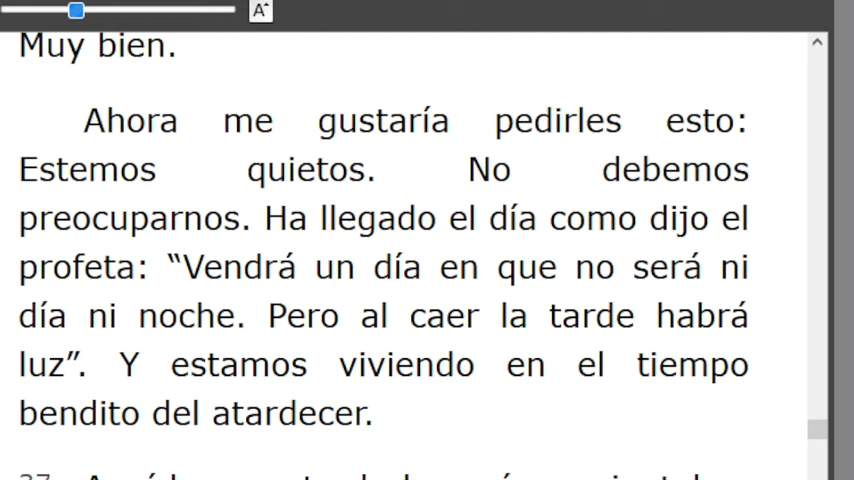 A
Muy bien.
Ahora me gustaría pedirles esto:
Estemos quietos. No debemos
preocuparnos. Ha llegado el día como dijo el
profeta: “Vendrá un día en que no será ni
día ni noche. Pero al caer la tarde habrá
luz”. Y estamos viviendo en el tiempo
bendito del atardecer.